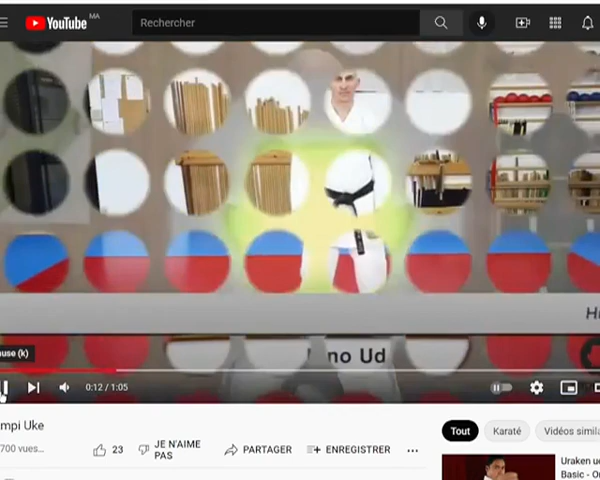 YouTube MA
Rechercher
H
no Ud
use (k)
0:12 / 1:05
mpi Uke
700 vues...
23
JE N'AIME PAS
PARTAGER
ENREGISTRER
...
Tout
Karaté
Vidéos simila
Uraken u
Basic - O